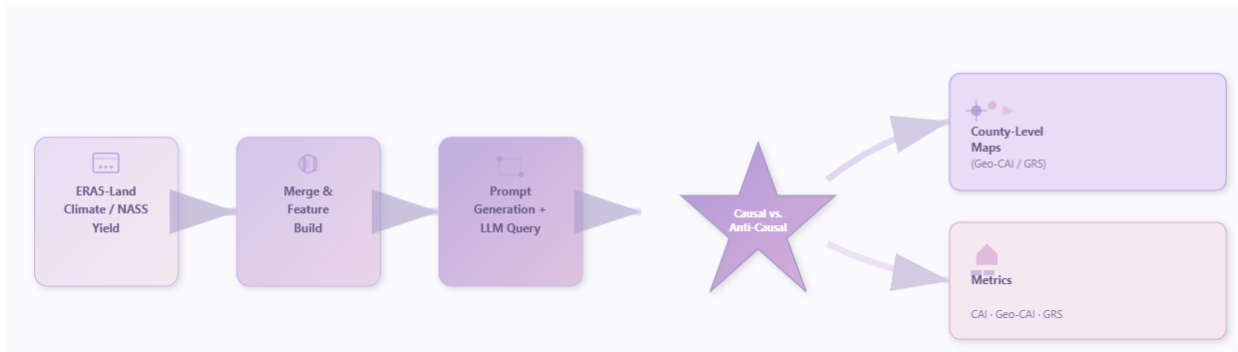 ERA5-Land
Climate / NASS
Yield
Merge &
Feature
Build
Prompt
Generation +
LLM Query
Causal vs.
Anti-Causal
County-Level
Maps
(Geo-CAI / GRS)
Metrics
CAI · Geo-CAI · GRS